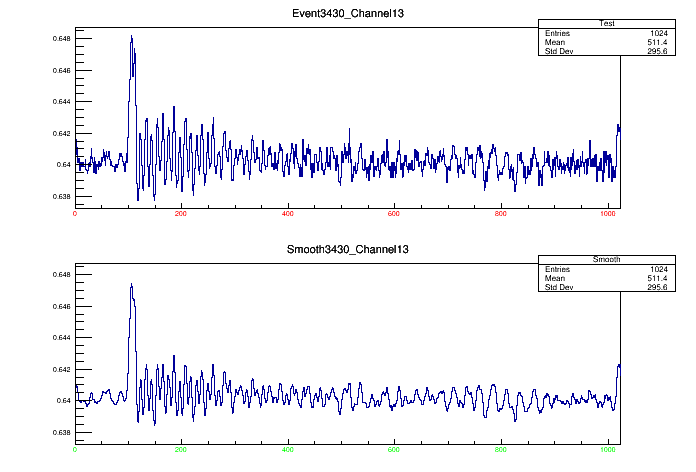 Event3430_Channel13
Test
Entries 1024
Mean 511.4
Std Dev 295.6
0.648
0.646
0.644
0.642
0.64
0.638
0 200 400 600 800 1000
Smooth3430_Channel13
Smooth
Entries 1024
Mean 511.4
Std Dev 295.6
0.648
0.646
0.644
0.642
0.64
0.638
0 200 400 600 800 1000